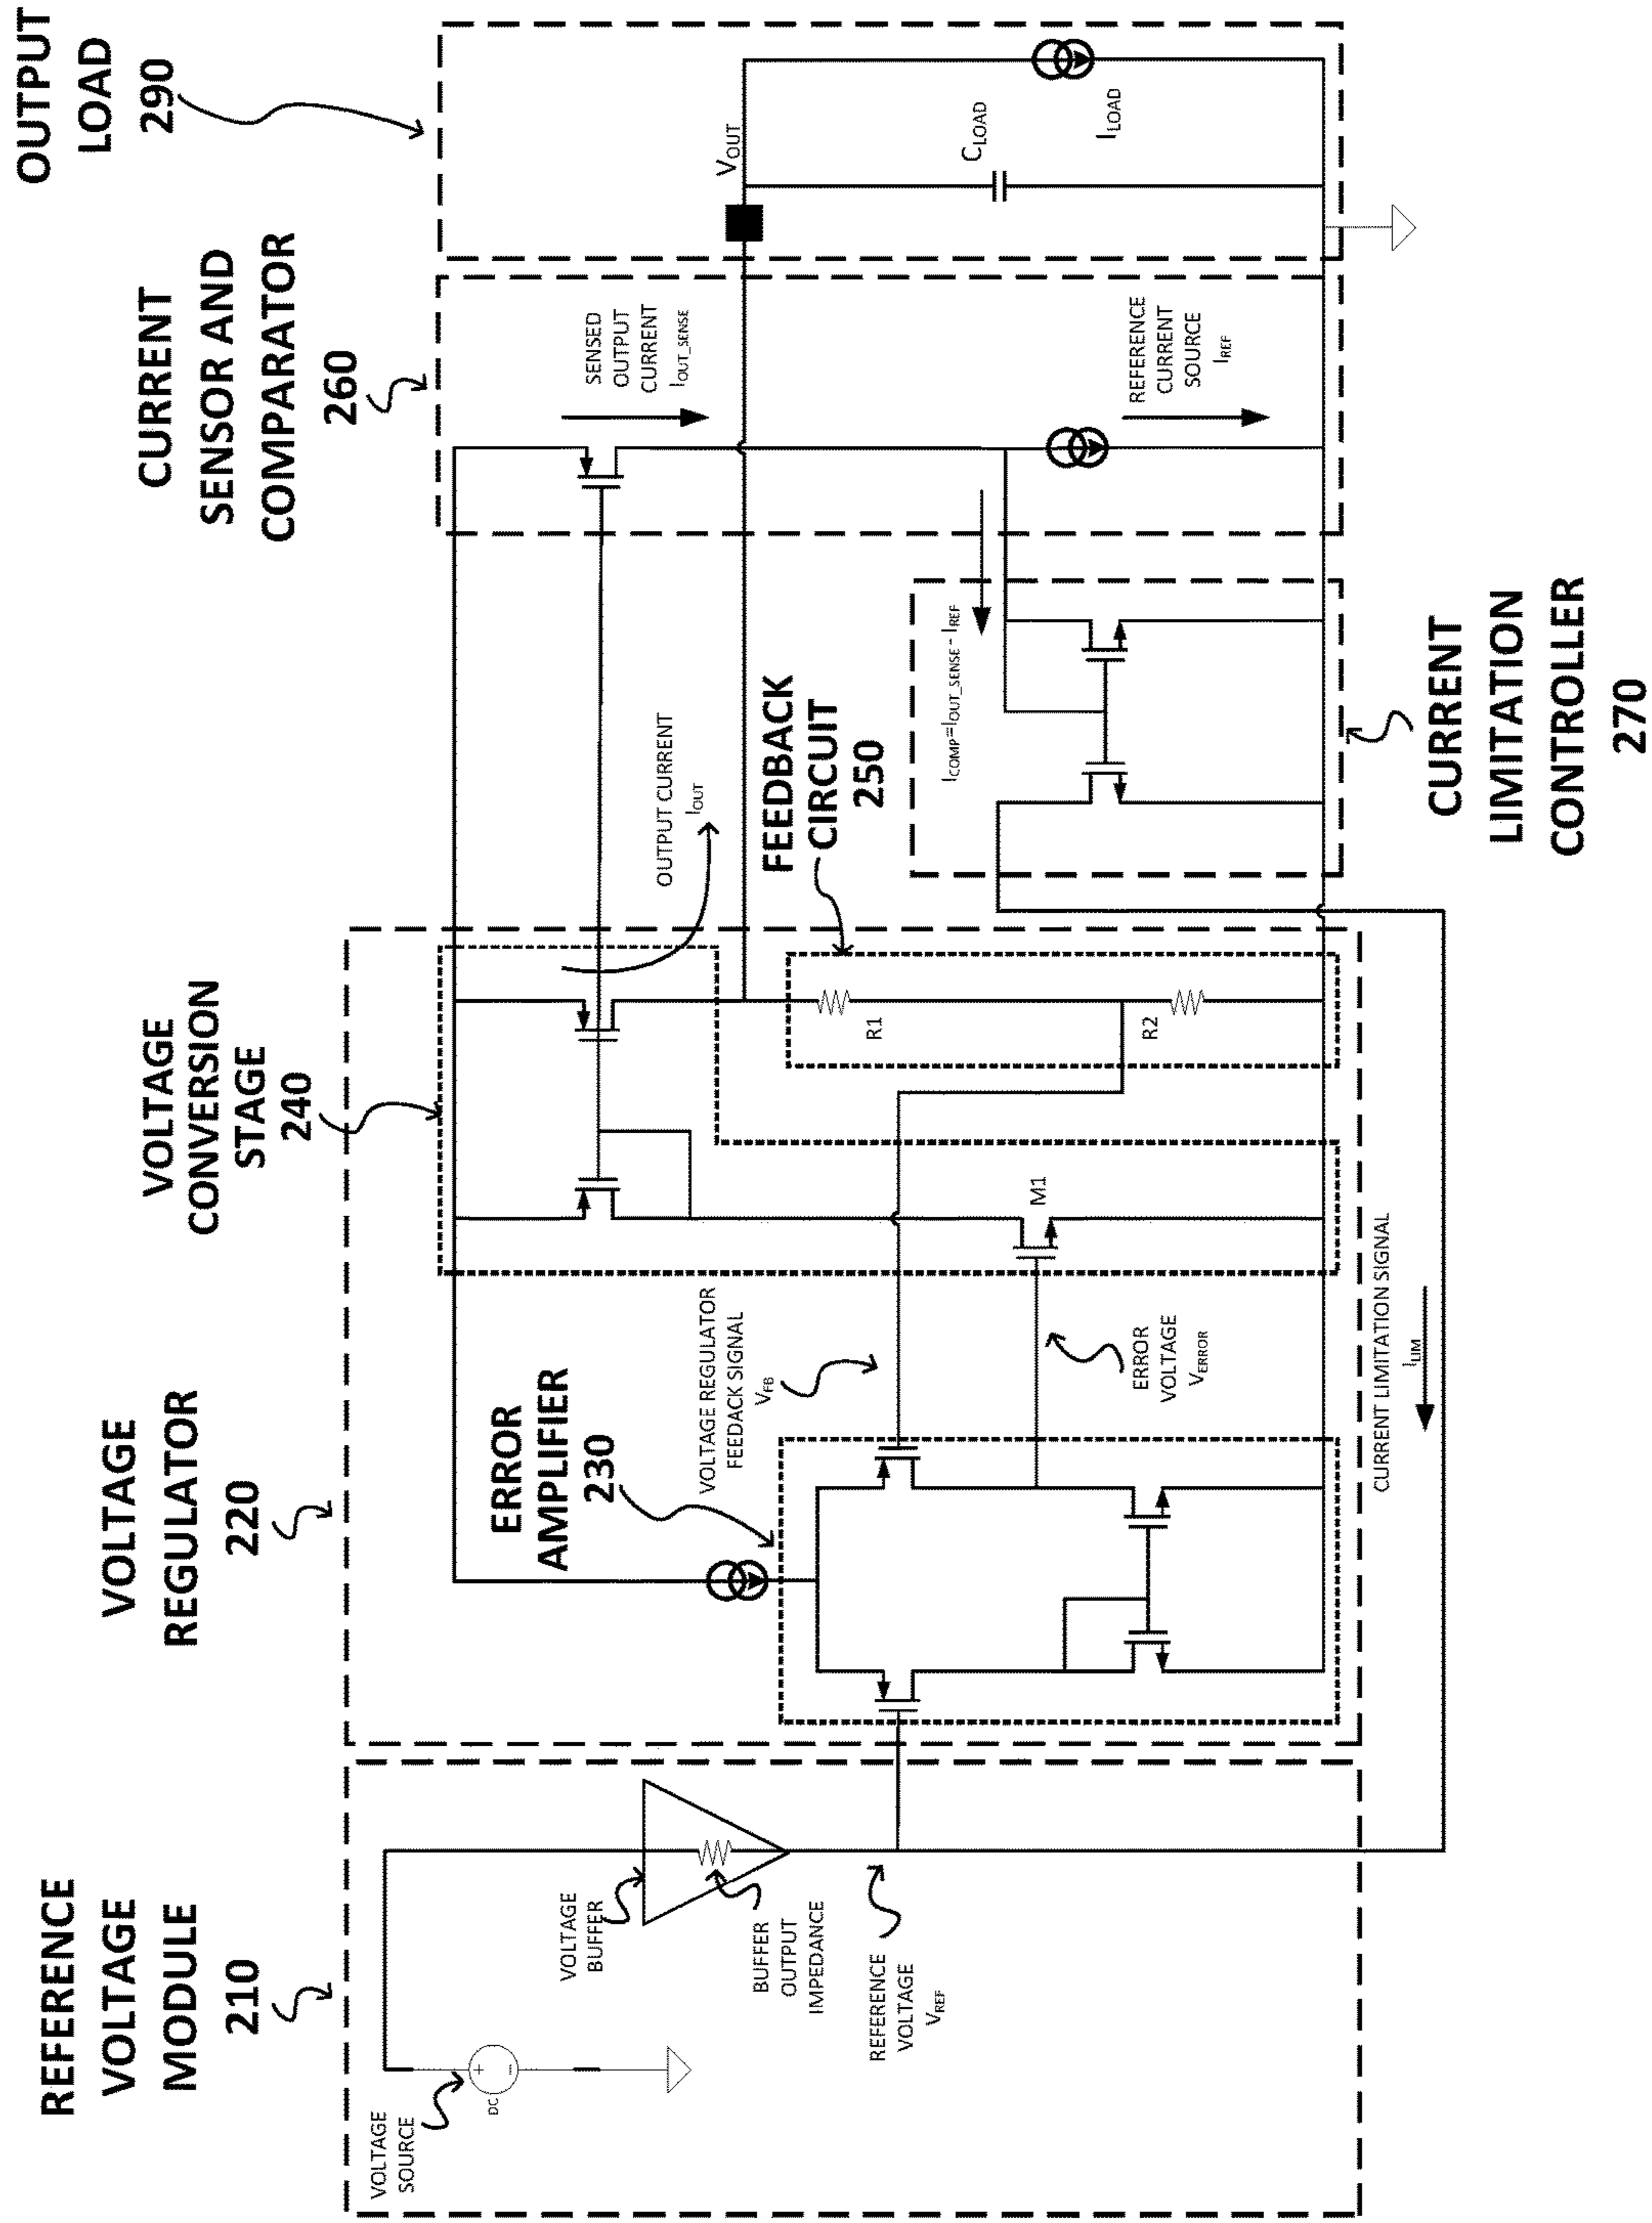 REFERENCE
VOLTAGE
MODULE
210
VOLTAGE
SOURCE
DC
+
-
VOLTAGE
BUFFER
BUFFER
OUTPUT
IMPEDANCE
REFERENCE
VOLTAGE
VREF
VOLTAGE
REGULATOR
220
ERROR
AMPLIFIER
230
VOLTAGE REGULATOR
FEEDACK SIGNAL
VFB
ERROR
VOLTAGE
VERROR
CURRENT LIMITATION SIGNAL
ILIM
VOLTAGE
CONVERSION
STAGE
240
M1
R1
R2
OUTPUT CURRENT
IOUT
FEEDBACK
CIRCUIT
250
ICOMP=IOUT_SENSE - IREF
CURRENT
LIMITATION
CONTROLLER
270
CURRENT
SENSOR AND
COMPARATOR
260
SENSED
OUTPUT
CURRENT
IOUT_SENSE
REFERENCE
CURRENT
SOURCE
IREF
OUTPUT
LOAD
290
VOUT
CLOAD
ILOAD